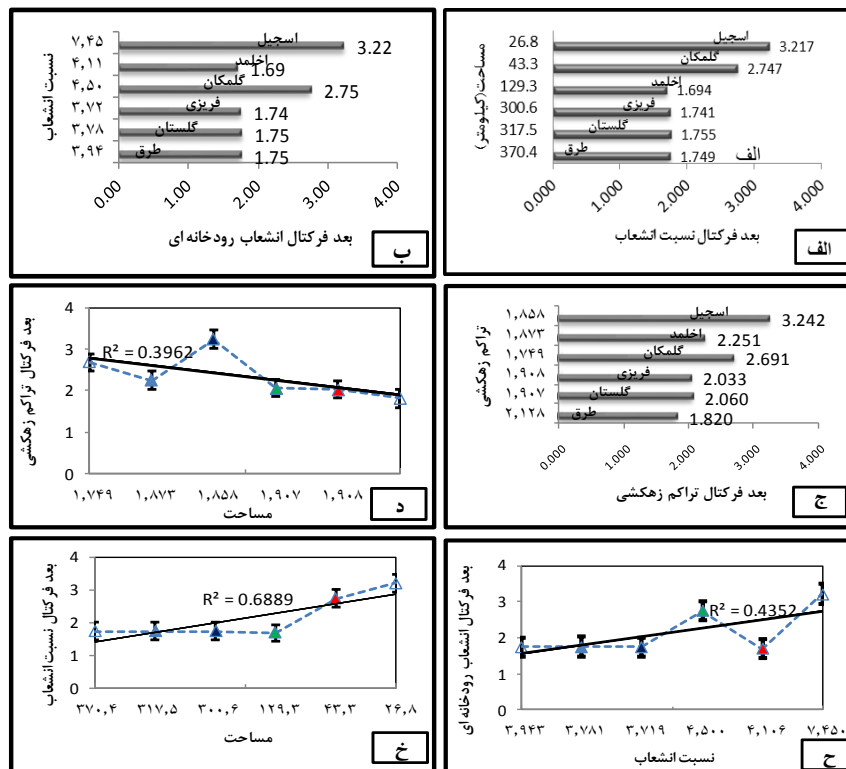 مساحت(کیلومتر)
26.8 اسجیل 3.217
43.3 گلمکان 2.747
129.3 اخلمد 1.694
300.6 فریزی 1.741
317.5 گلستان 1.755
370.4 طرق 1.749
الف
0.000 1.000 2.000 3.000 4.000
بعد فرکتال نسبت انشعاب
الف
نسبت انشعاب
۷,۴۵ اسجیل 3.22
۴,۱۱ اخلمد 1.69
۴,۵۰ گلمکان 2.75
۳,۷۲ فریزی 1.74
۳,۷۸ گلستان 1.75
۳,۹۴ طرق 1.75
0.00 1.00 2.00 3.00 4.00
بعد فرکتال انشعاب رودخانه ای
ب
تراکم زهکشی
۱,۸۵۸ اسجیل 3.242
۱,۸۷۳ اخلمد 2.251
۱,۷۴۹ گلمکان 2.691
۱,۹۰۸ فریزی 2.033
۱,۹۰۷ گلستان 2.060
۲,۱۲۸ طرق 1.820
0.000 1.000 2.000 3.000 4.000
بعد فرکتال تراکم زهکشی
ج
بعد فرکتال تراکم زهکشی
4
3
2
1
0
R² = 0.3962
۱,۷۴۹ ۱,۸۷۳ ۱,۸۵۸ ۱,۹۰۷ ۱,۹۰۸
مساحت
د
بعد فرکتال انشعاب رودخانه ای
4
3
2
1
0
R² = 0.4352
۳,۹۴۳ ۳,۷۸۱ ۳,۷۱۹ ۴,۵۰۰ ۴,۱۰۶ ۷,۴۵۰
نسبت انشعاب
ح
بعد فرکتال نسبت انشعاب
4
3
2
1
0
R² = 0.6889
۳۷۰,۴ ۳۱۷,۵ ۳۰۰,۶ ۱۲۹,۳ ۴۳,۳ ۲۶,۸
مساحت
خ